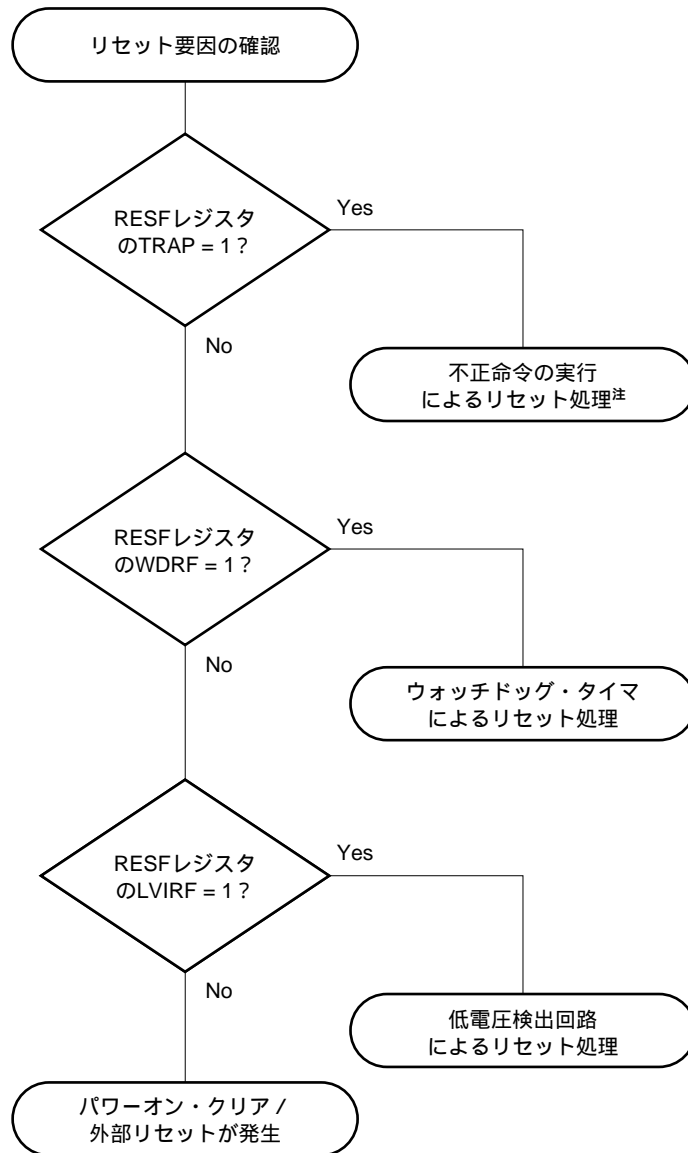 リセット要因の確認
RESFレジスタ
のTRAP = 1？
Yes
No
不正命令の実行
によるリセット処理注
RESFレジスタ
のWDRF = 1？
Yes
No
ウォッチドッグ・タイマ
によるリセット処理
RESFレジスタ
のLVIRF = 1？
Yes
No
低電圧検出回路
によるリセット処理
パワーオン・クリア /
外部リセットが発生